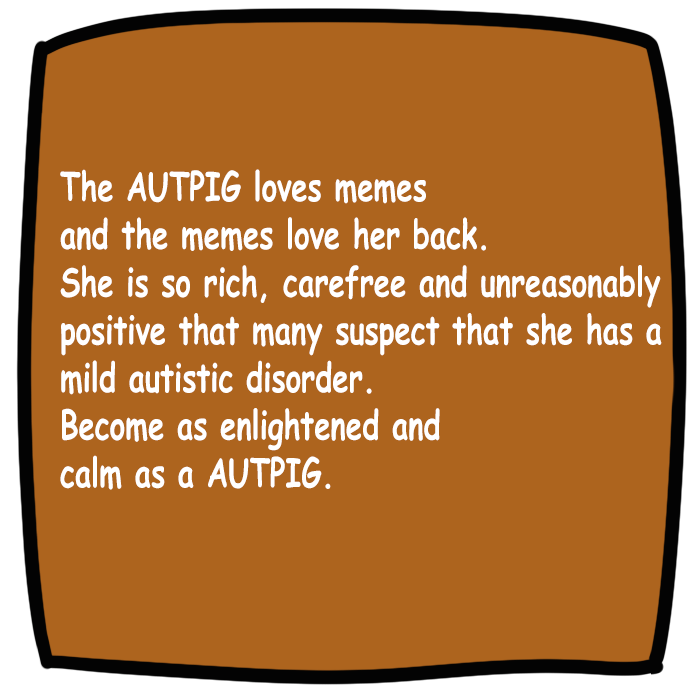 The AUTPIG loves memes
and the memes love her back.
She is so rich, carefree and unreasonably
positive that many suspect that she has a
mild autistic disorder.
Become as enlightened and
calm as a AUTPIG.